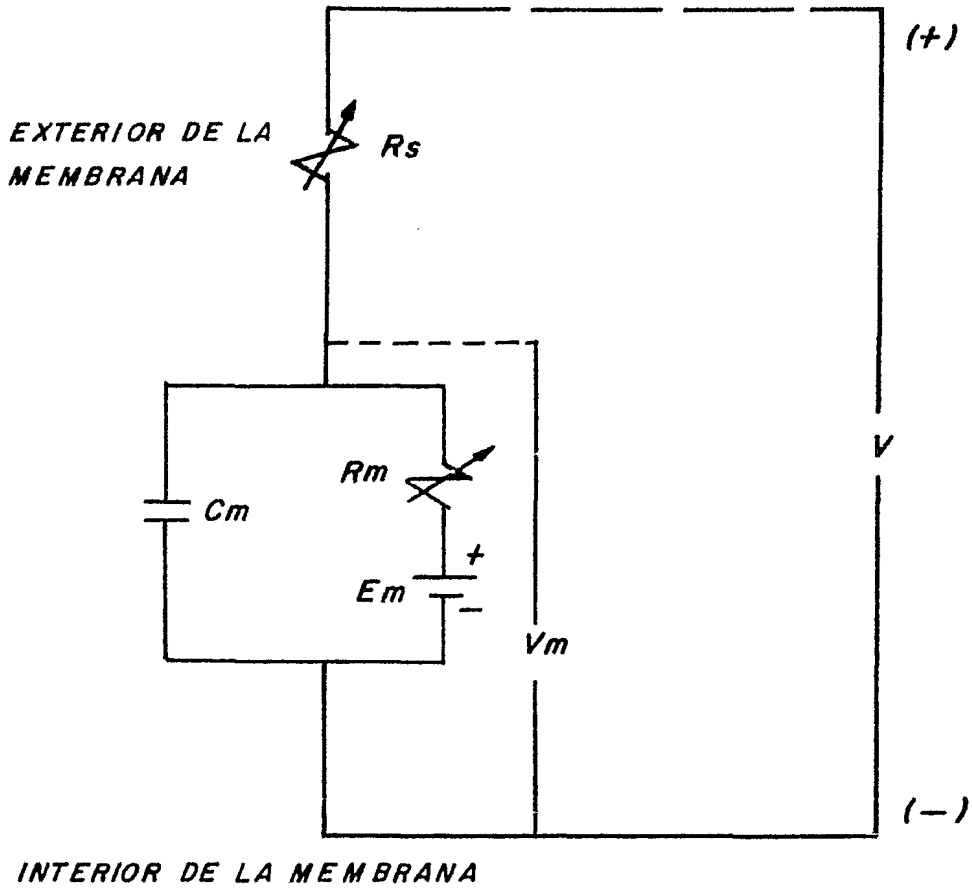 (+)
EXTERIOR DE LA
MEMBRANA
Rs
Rm
Cm
+
Em
−
Vm
V
(−)
INTERIOR DE LA MEMBRANA